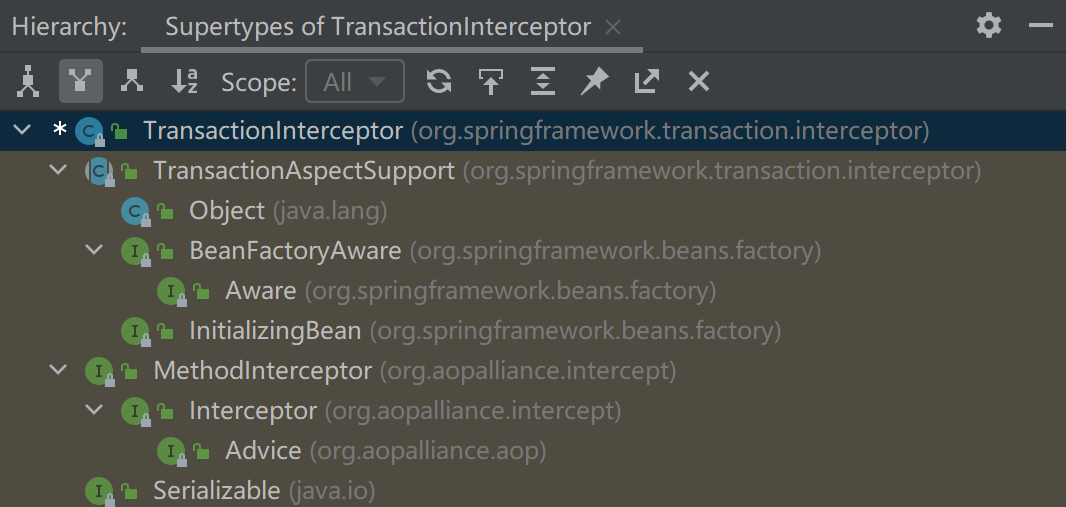 Hierarchy: Supertypes of TransactionInterceptor
Scope: All
* TransactionInterceptor (org.springframework.transaction.interceptor)
TransactionAspectSupport (org.springframework.transaction.interceptor)
Object (java.lang)
BeanFactoryAware (org.springframework.beans.factory)
Aware (org.springframework.beans.factory)
InitializingBean (org.springframework.beans.factory)
MethodInterceptor (org.aopalliance.intercept)
Interceptor (org.aopalliance.intercept)
Advice (org.aopalliance.aop)
Serializable (java.io)